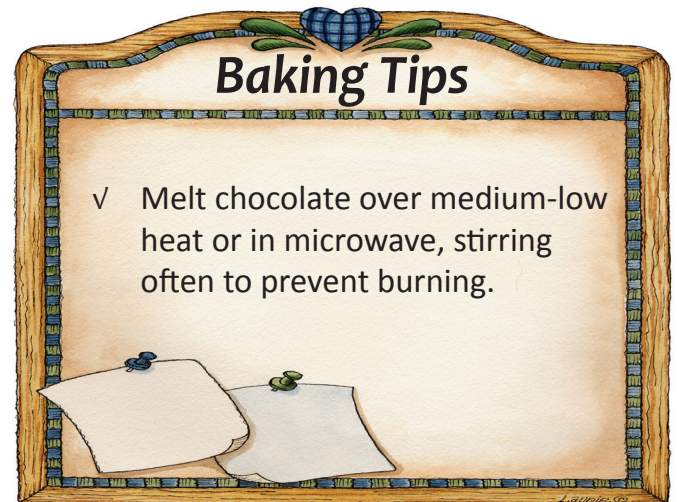 Baking Tips
√ Melt chocolate over medium-low
heat or in microwave, stirring
often to prevent burning.